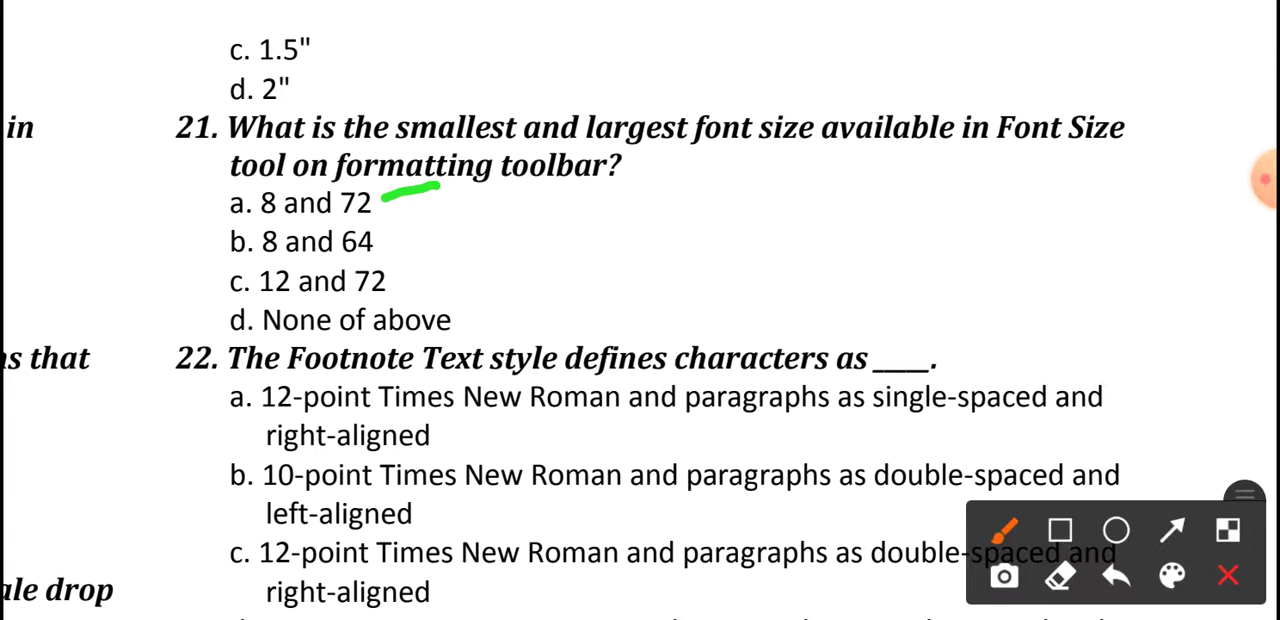 c. 1.5"
d. 2"
in
21. What is the smallest and largest font size available in Font Size
tool on formatting toolbar?
a. 8 and 72
b. 8 and 64
c. 12 and 72
d. None of above
s that
22. The Footnote Text style defines characters as _____.
a. 12-point Times New Roman and paragraphs as single-spaced and
right-aligned
b. 10-point Times New Roman and paragraphs as double-spaced and
left-aligned
c. 12-point Times New Roman and paragraphs as double-spaced and
ale drop
right-aligned